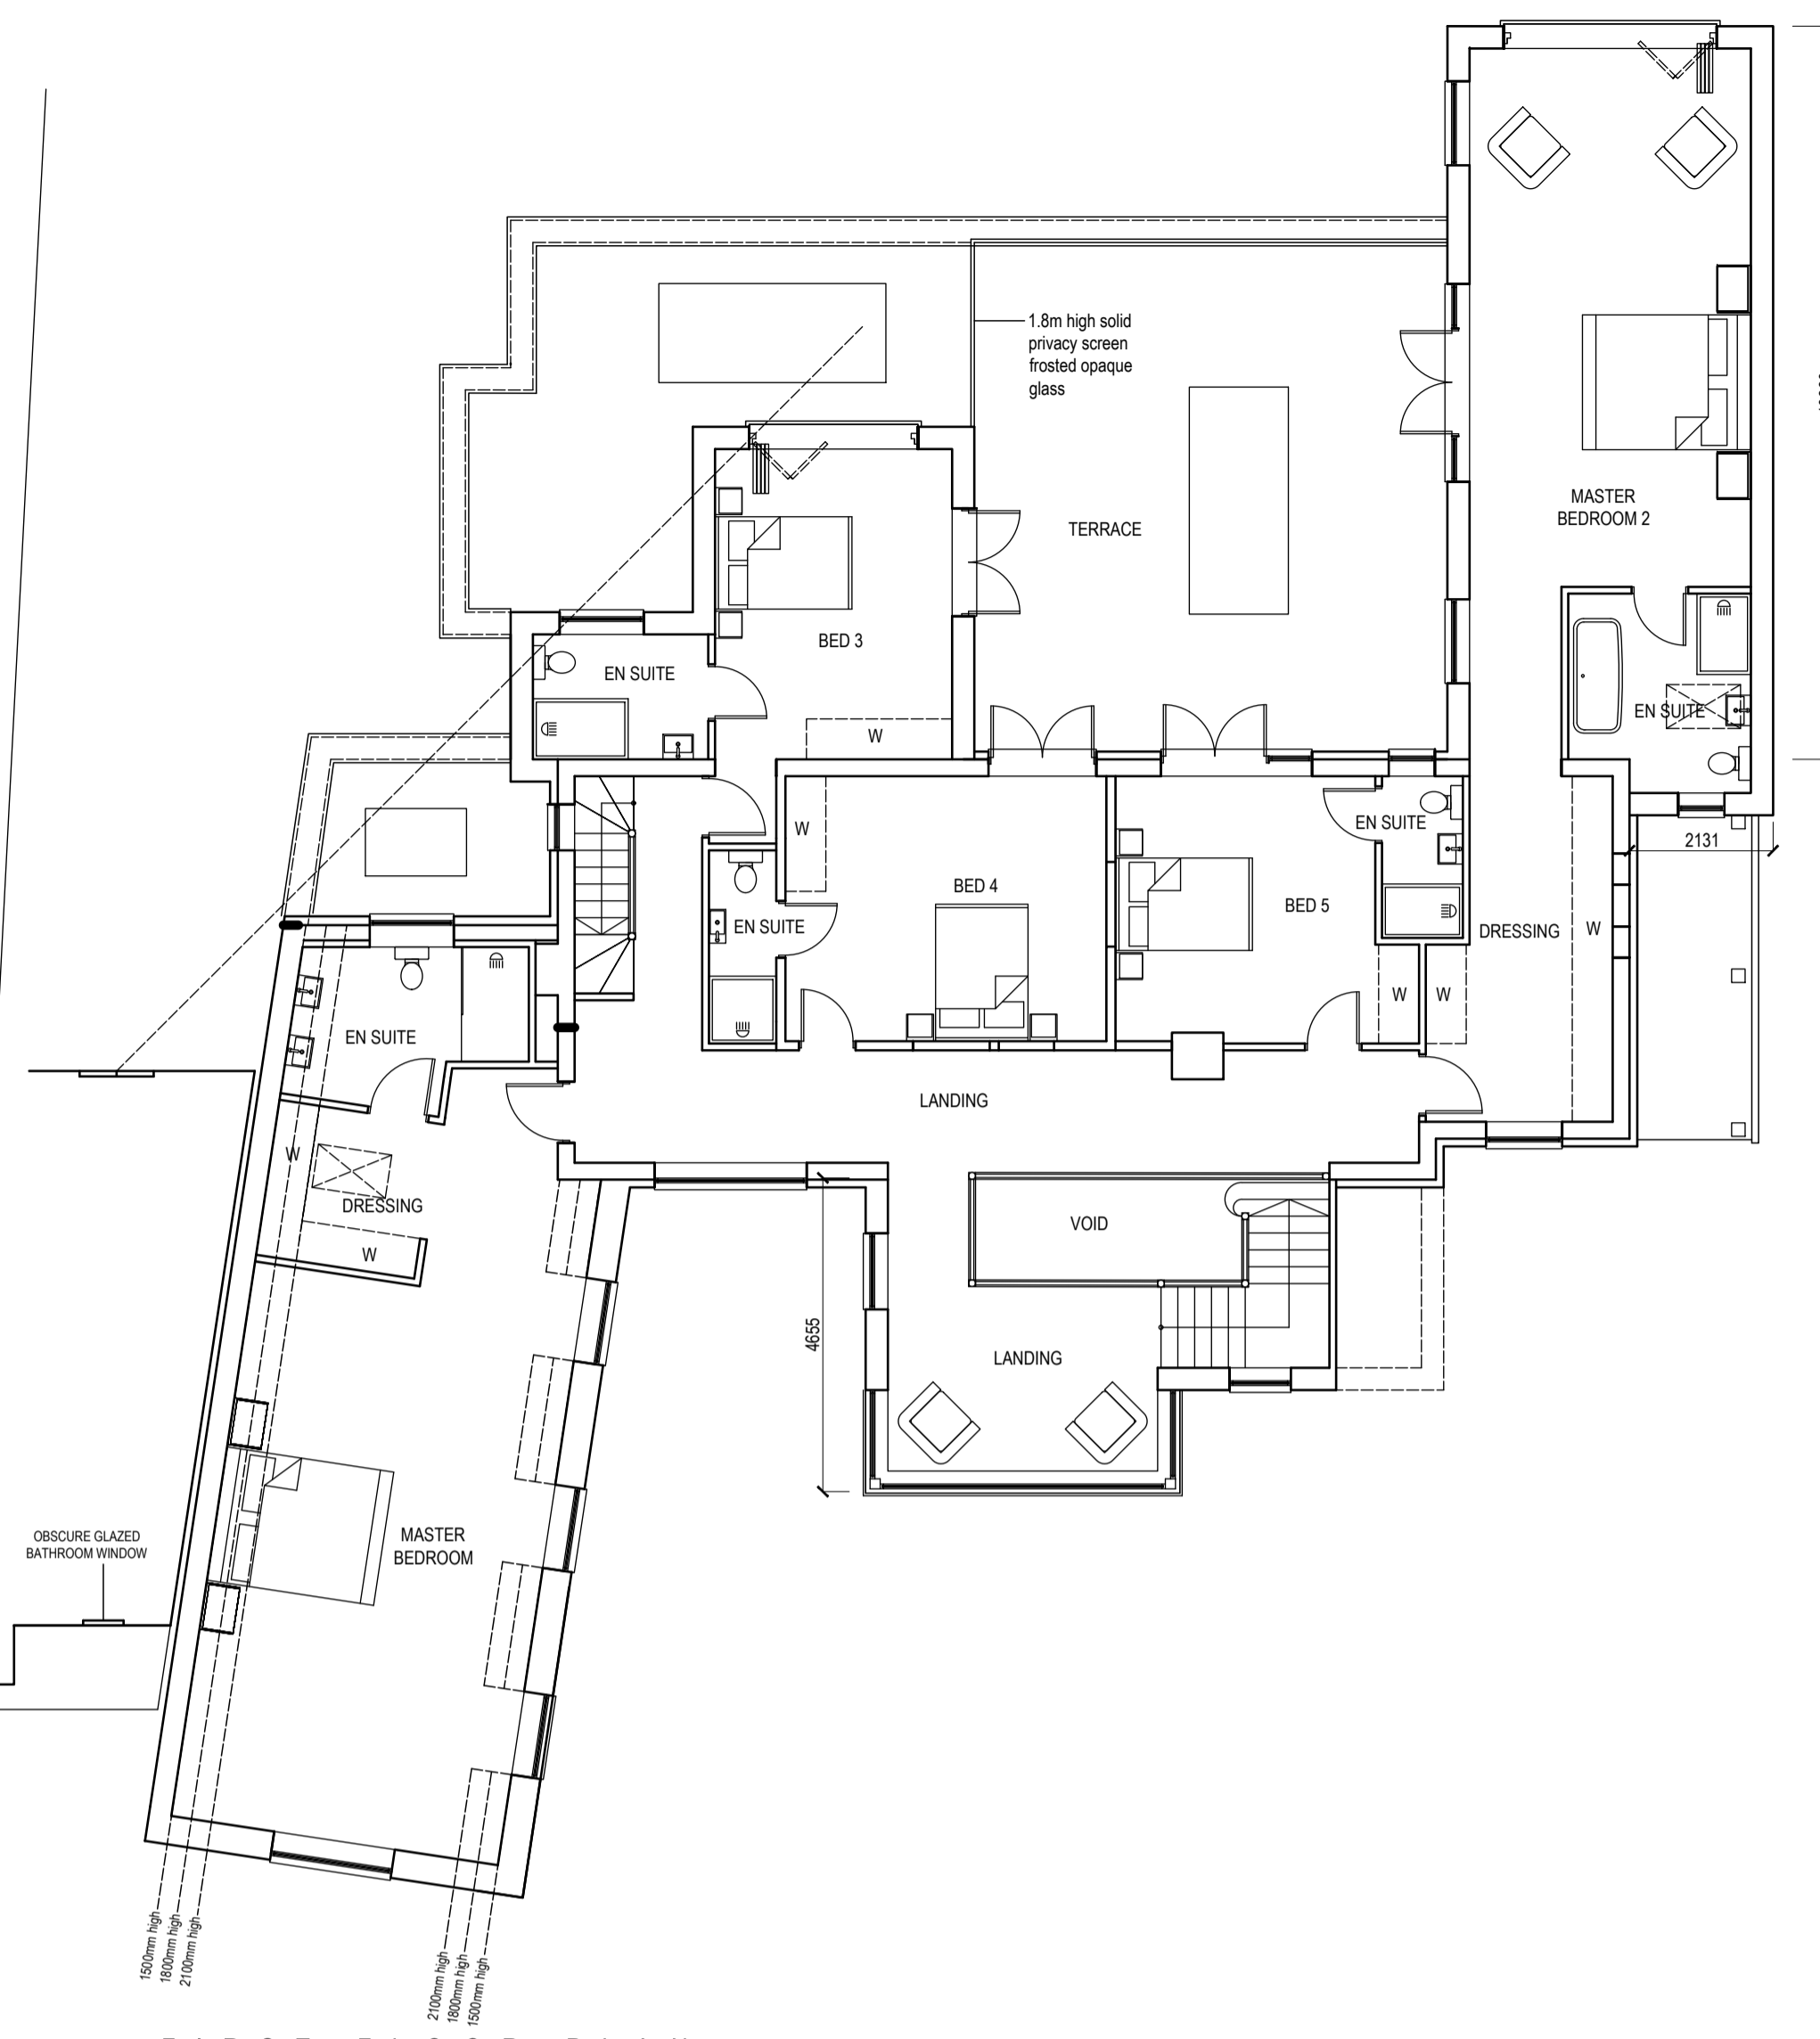 1.8m high solid
privacy screen
frosted opaque
glass
TERRACE
MASTER
BEDROOM 2
BED 3
EN SUITE
W
EN SUITE
2131
W
EN SUITE
BED 4
BED 5
EN SUITE
DRESSING
W
W
W
EN SUITE
LANDING
W
DRESSING
W
VOID
4655
LANDING
OBSCURE GLAZED
BATHROOM WINDOW
MASTER
BEDROOM
1500mm high
1800mm high
2100mm high
2100mm high
1800mm high
1500mm high